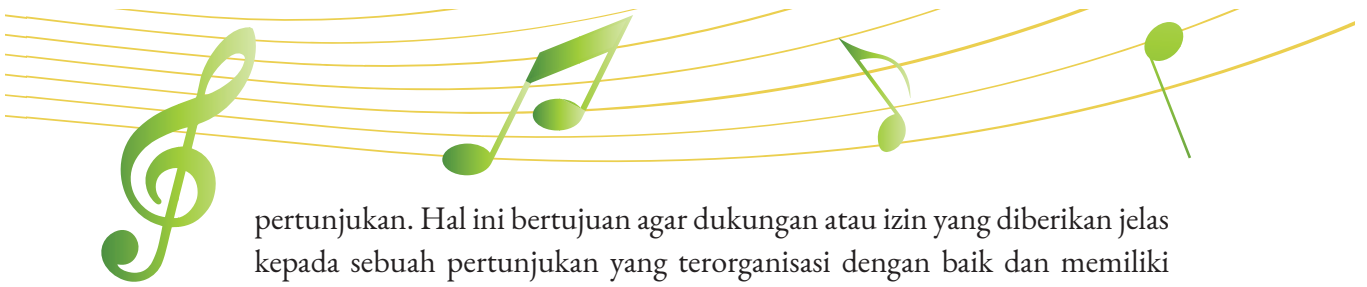 pertunjukan. Hal ini bertujuan agar dukungan atau izin yang diberikan jelas
kepada sebuah pertunjukan yang terorganisasi dengan baik dan memiliki